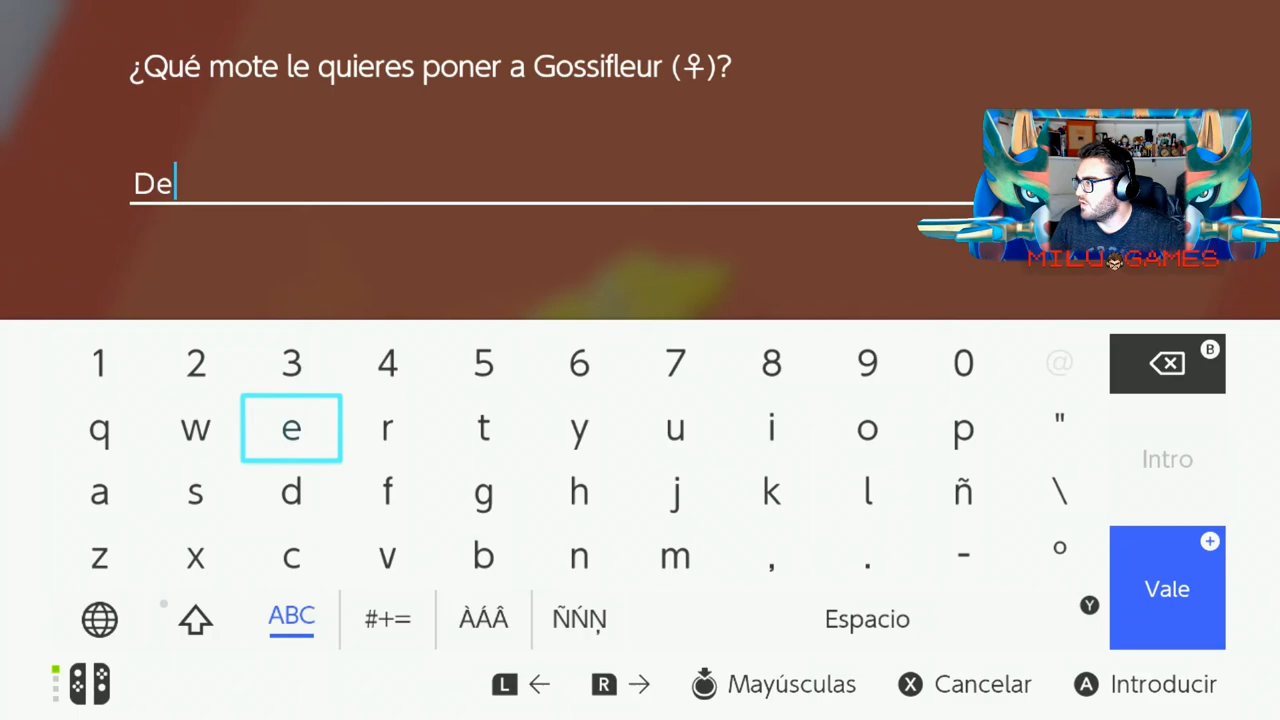 ¿Qué mote le quieres poner a Gossifleur (♀)?
De
MILU GAMES
1 2 3 4 5 6 7 8 9 0 @ B
q w e r t y u i o p " Intro
a s d f g h j k l ñ \
z x c v b n m , . - º + Vale
ABC #+= ÀÁÂ ÑŃŅ Espacio Y
L ← R → Mayúsculas X Cancelar A Introducir